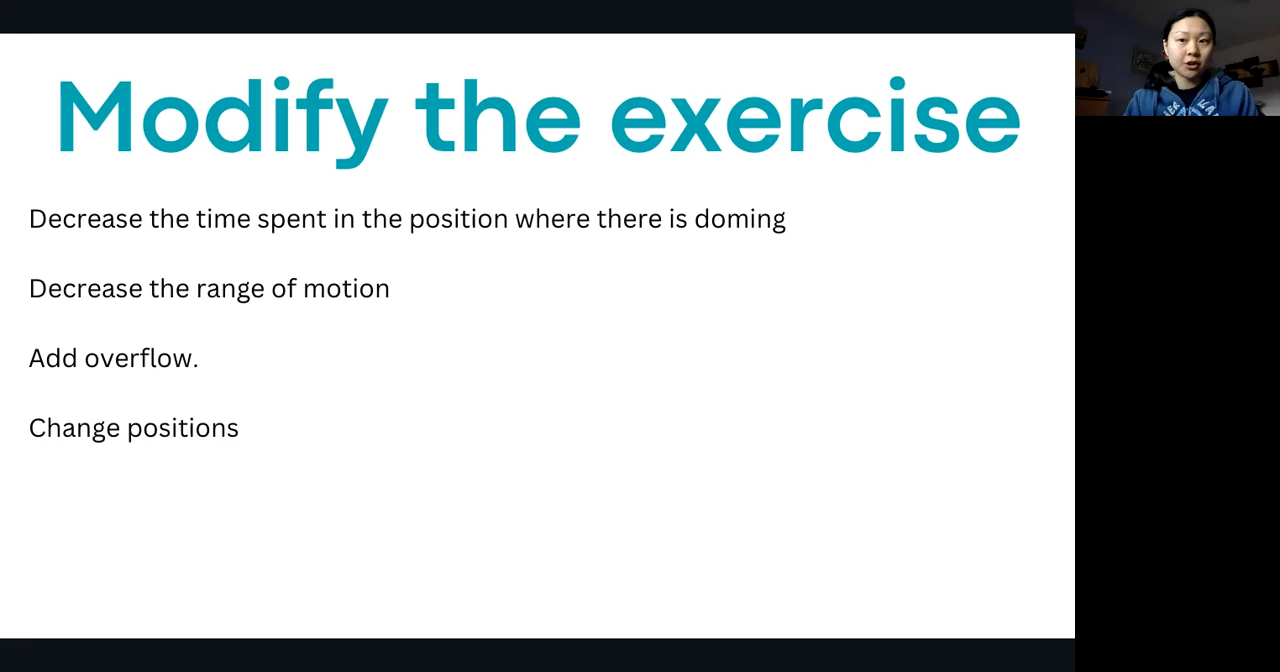 Modify the exercise
Decrease the time spent in the position where there is doming
Decrease the range of motion
Add overflow.
Change positions